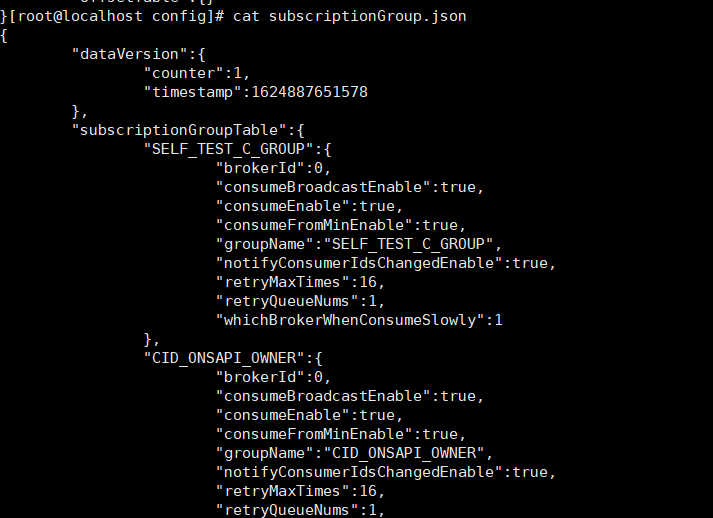 "offsetTable":{}
}[root@localhost config]# cat subscriptionGroup.json
{
"dataVersion":{
"counter":1,
"timestamp":1624887651578
},
"subscriptionGroupTable":{
"SELF_TEST_C_GROUP":{
"brokerId":0,
"consumeBroadcastEnable":true,
"consumeEnable":true,
"consumeFromMinEnable":true,
"groupName":"SELF_TEST_C_GROUP",
"notifyConsumerIdsChangedEnable":true,
"retryMaxTimes":16,
"retryQueueNums":1,
"whichBrokerWhenConsumeSlowly":1
},
"CID_ONSAPI_OWNER":{
"brokerId":0,
"consumeBroadcastEnable":true,
"consumeEnable":true,
"consumeFromMinEnable":true,
"groupName":"CID_ONSAPI_OWNER",
"notifyConsumerIdsChangedEnable":true,
"retryMaxTimes":16,
"retryQueueNums":1,